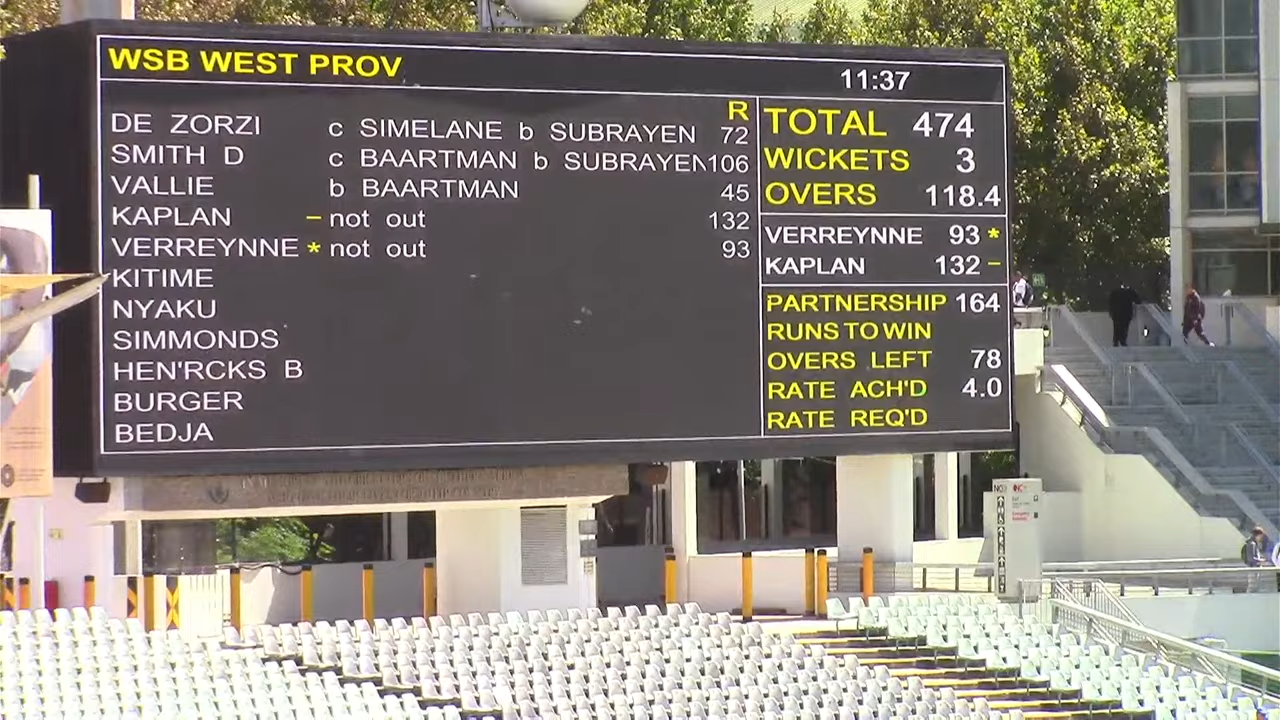 WSB WEST PROV
11:37
R
DE ZORZI c SIMELANE b SUBRAYEN 72
SMITH D c BAARTMAN b SUBRAYEN 106
VALLIE b BAARTMAN 45
KAPLAN – not out 132
VERREYNNE * not out 93
KITIME
NYAKU
SIMMONDS
HEN'RCKS B
BURGER
BEDJA
TOTAL 474
WICKETS 3
OVERS 118.4
VERREYNNE 93 *
KAPLAN 132 –
PARTNERSHIP 164
RUNS TO WIN
OVERS LEFT 78
RATE ACH'D 4.0
RATE REQ'D